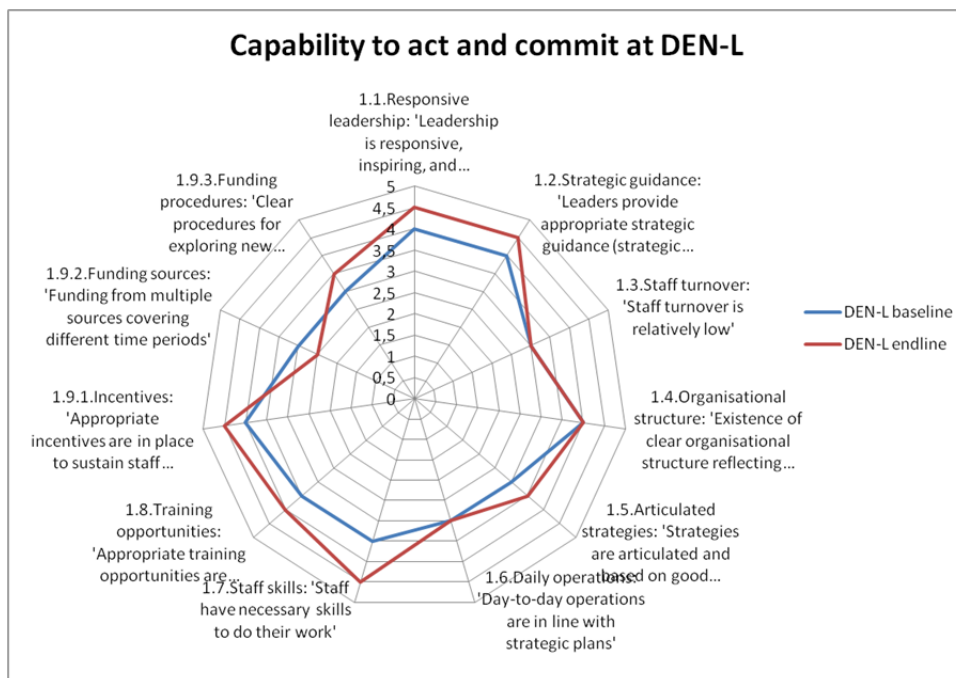 Capability to act and commit at DEN-L
1.1.Responsive
leadership: 'Leadership
is responsive,
inspiring, and...
1.2.Strategic guidance:
'Leaders provide
appropriate strategic
guidance (strategic...
1.3.Staff turnover:
'Staff turnover is
relatively low'
1.4.Organisational
structure: 'Existence of
clear organisational
structure reflecting...
1.5.Articulated
strategies: 'Strategies
are articulated and
based on good...
1.6.Daily operations:
'Day-to-day operations
are in line with
strategic plans'
1.7.Staff skills: 'Staff
have necessary skills
to do their work'
1.8.Training
opportunities:
'Appropriate training
opportunities are...
1.9.1.Incentives:
'Appropriate
incentives are in place
to sustain staff...
1.9.2.Funding sources:
'Funding from multiple
sources covering
different time periods'
1.9.3.Funding
procedures: 'Clear
procedures for
exploring new...
5
4,5
4
3,5
3
2,5
2
1,5
1
0,5
0
DEN-L baseline
DEN-L endline